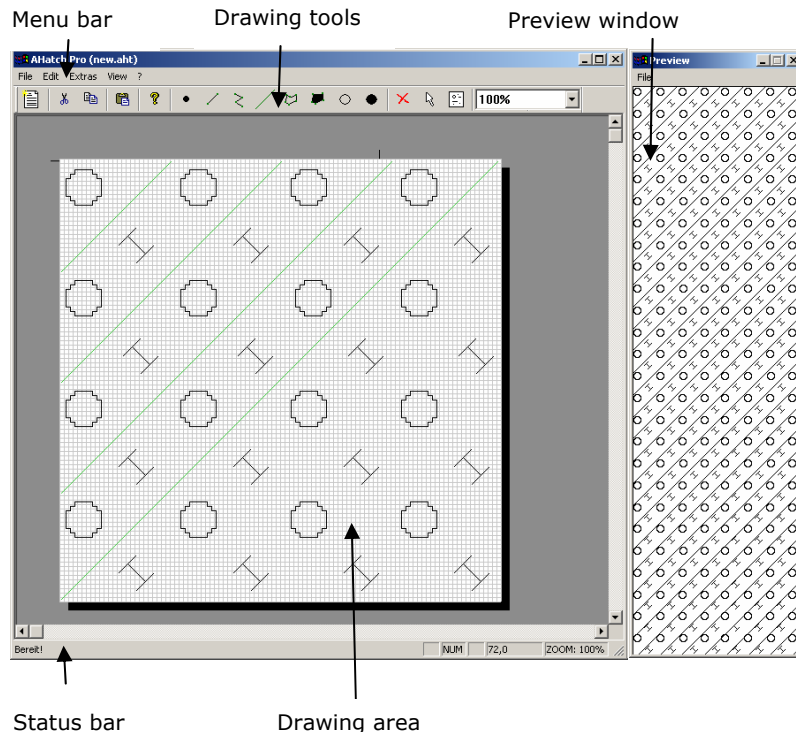 Menu bar
Drawing tools
Preview window
AHatch Pro (new.aht)
Preview
File Edit Extras View ?
File
100%
Bereit!
NUM
72,0
ZOOM: 100%
Status bar
Drawing area